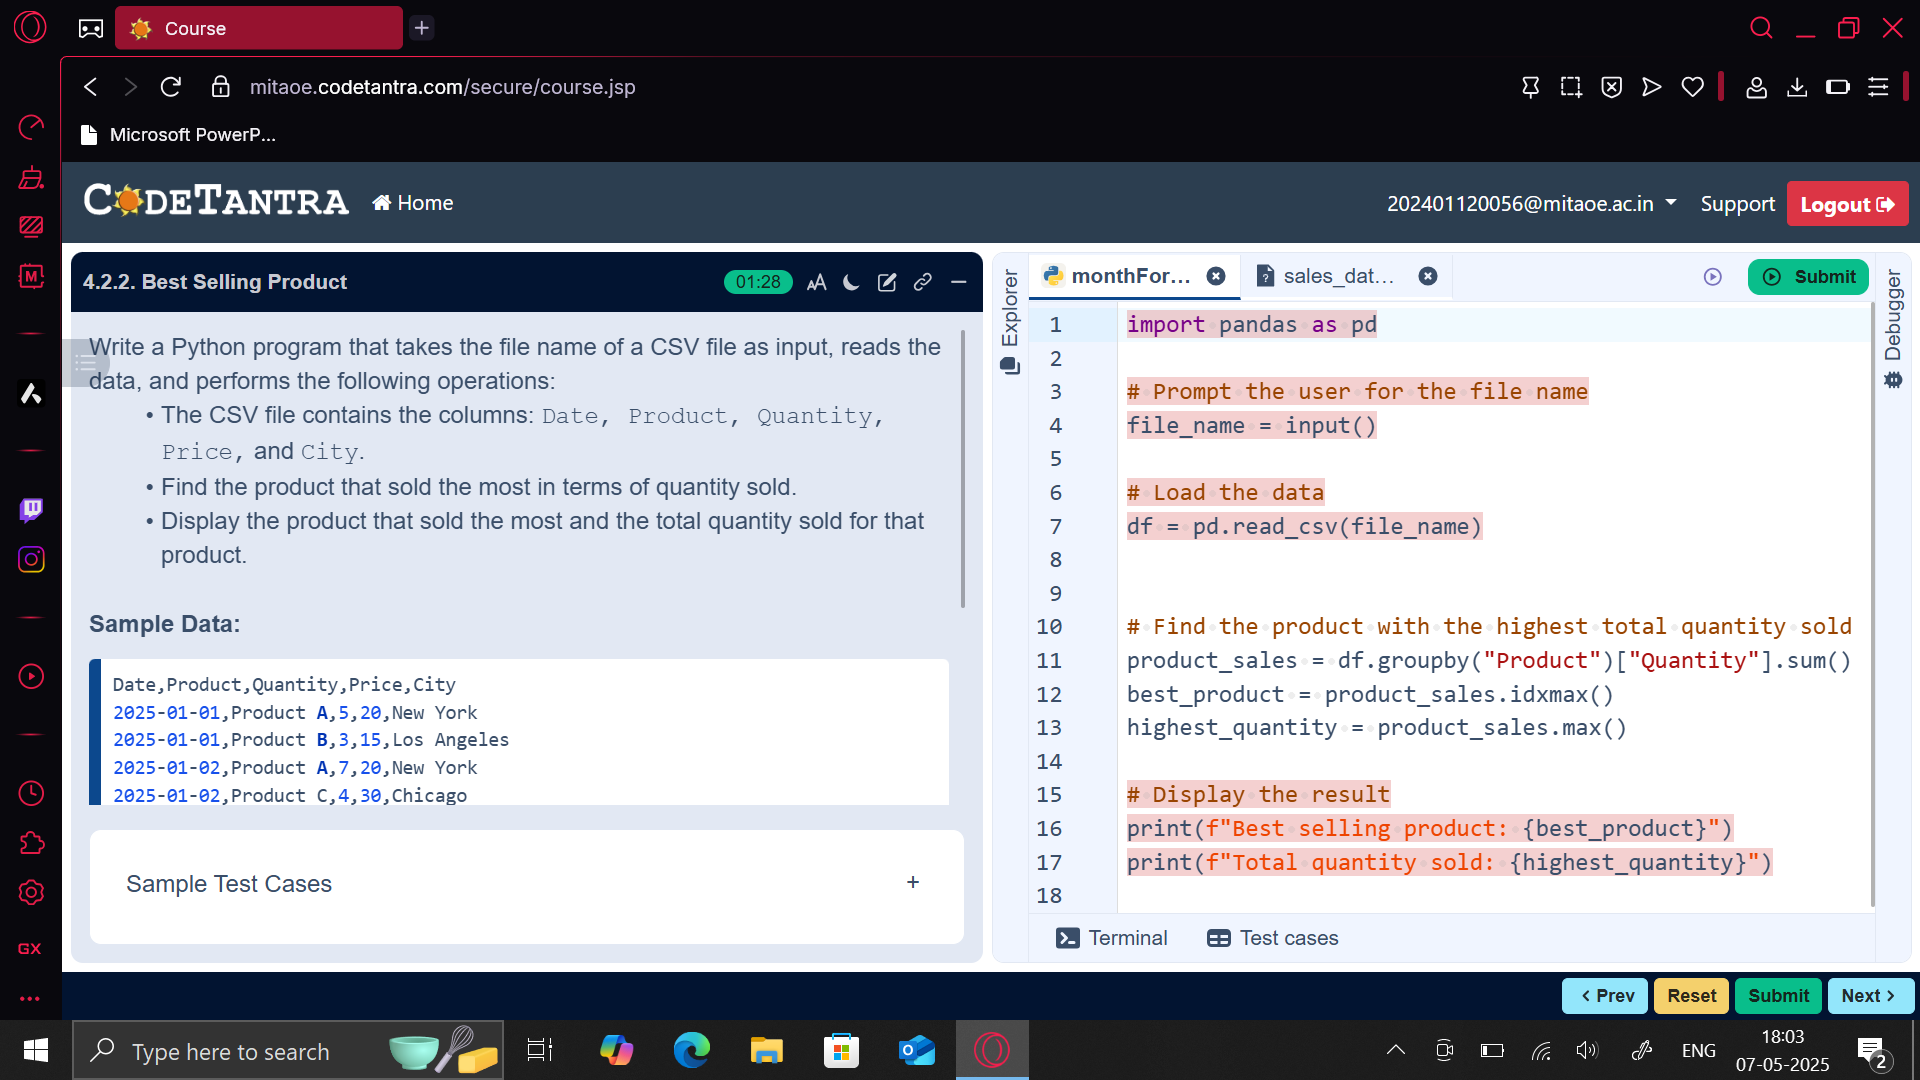 Course
mitaoe.codetantra.com/secure/course.jsp
Microsoft PowerP...
CODETANTRA
Home
202401120056@mitaoe.ac.in
Support
Logout
4.2.2. Best Selling Product
01:28
AA
Write a Python program that takes the file name of a CSV file as input, reads the
data, and performs the following operations:
• The CSV file contains the columns: Date, Product, Quantity,
Price, and City.
• Find the product that sold the most in terms of quantity sold.
• Display the product that sold the most and the total quantity sold for that
product.
Sample Data:
Date,Product,Quantity,Price,City
2025-01-01,Product A,5,20,New York
2025-01-01,Product B,3,15,Los Angeles
2025-01-02,Product A,7,20,New York
2025-01-02,Product C,4,30,Chicago
Sample Test Cases
+
Explorer
monthFor...
sales_dat...
Submit
Debugger
1 import pandas as pd
2
3 # Prompt the user for the file name
4 file_name = input()
5
6 # Load the data
7 df = pd.read_csv(file_name)
8
9
10 # Find the product with the highest total quantity sold
11 product_sales = df.groupby("Product")["Quantity"].sum()
12 best_product = product_sales.idxmax()
13 highest_quantity = product_sales.max()
14
15 # Display the result
16 print(f"Best selling product: {best_product}")
17 print(f"Total quantity sold: {highest_quantity}")
18
Terminal
Test cases
Prev
Reset
Submit
Next
M
GX
Type here to search
ENG
18:03
07-05-2025
2